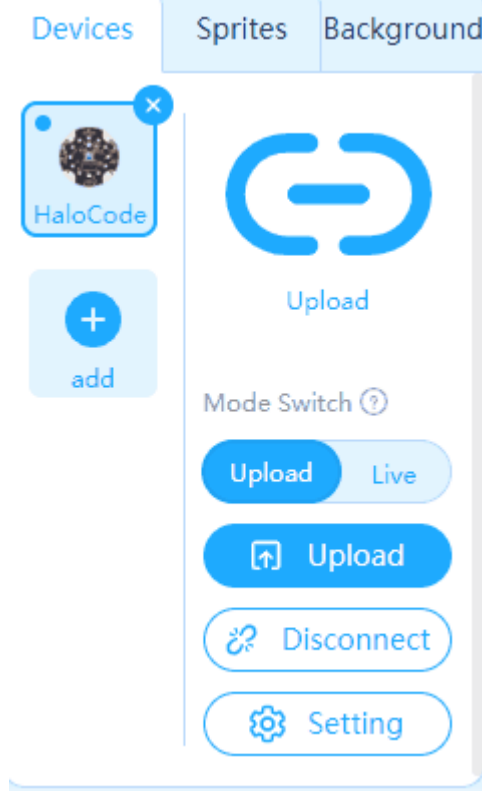 Devices Sprites Background
HaloCode
add
Upload
Mode Switch ?
Upload Live
Upload
Disconnect
Setting